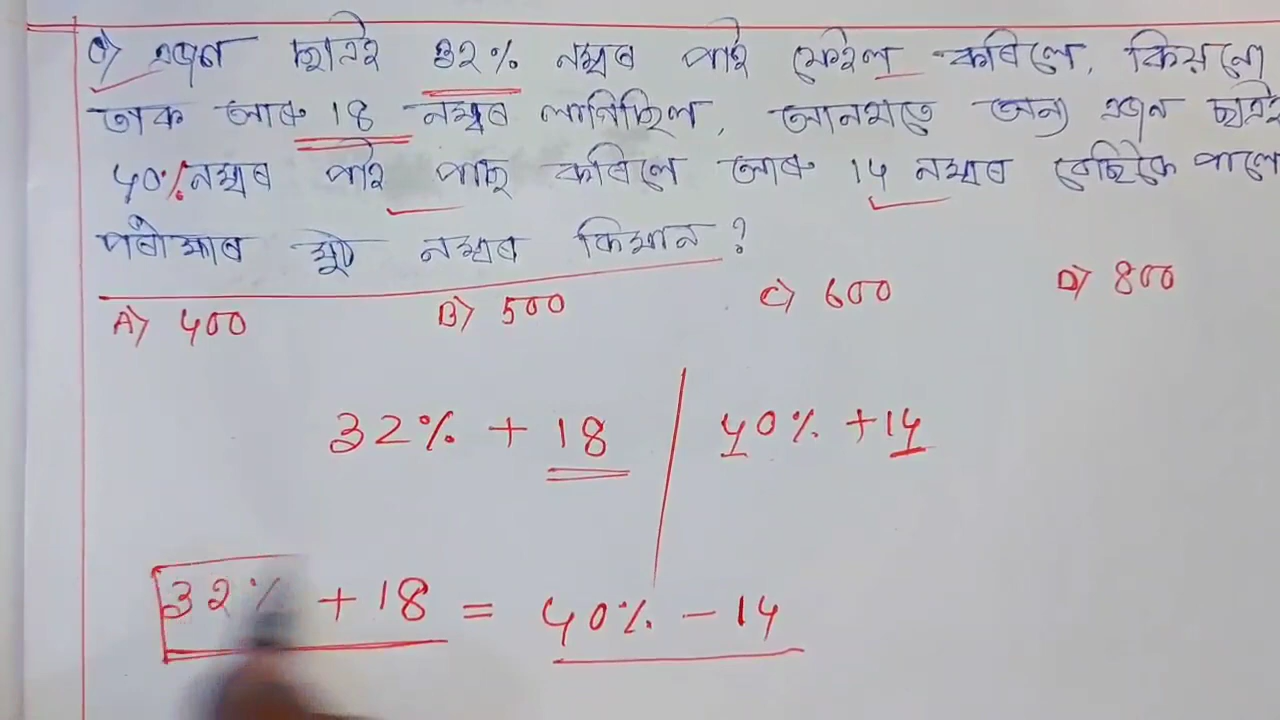 এজন ছাত্ৰই 32% নম্বৰ পাই ফেইল কৰিলে, কিয়নো
তাক আৰু 18 নম্বৰ লাগিছিল, আনহাতে অন্য এজন ছাত্ৰই
40% নম্বৰ পাই পাছ কৰিলে আৰু 14 নম্বৰ বেছিকৈ পালে
পৰীক্ষাৰ মুঠ নম্বৰ কিমান?
A) 400 B) 500 C) 600 D) 800
32% + 18 40% + 14
32% + 18 = 40% - 14